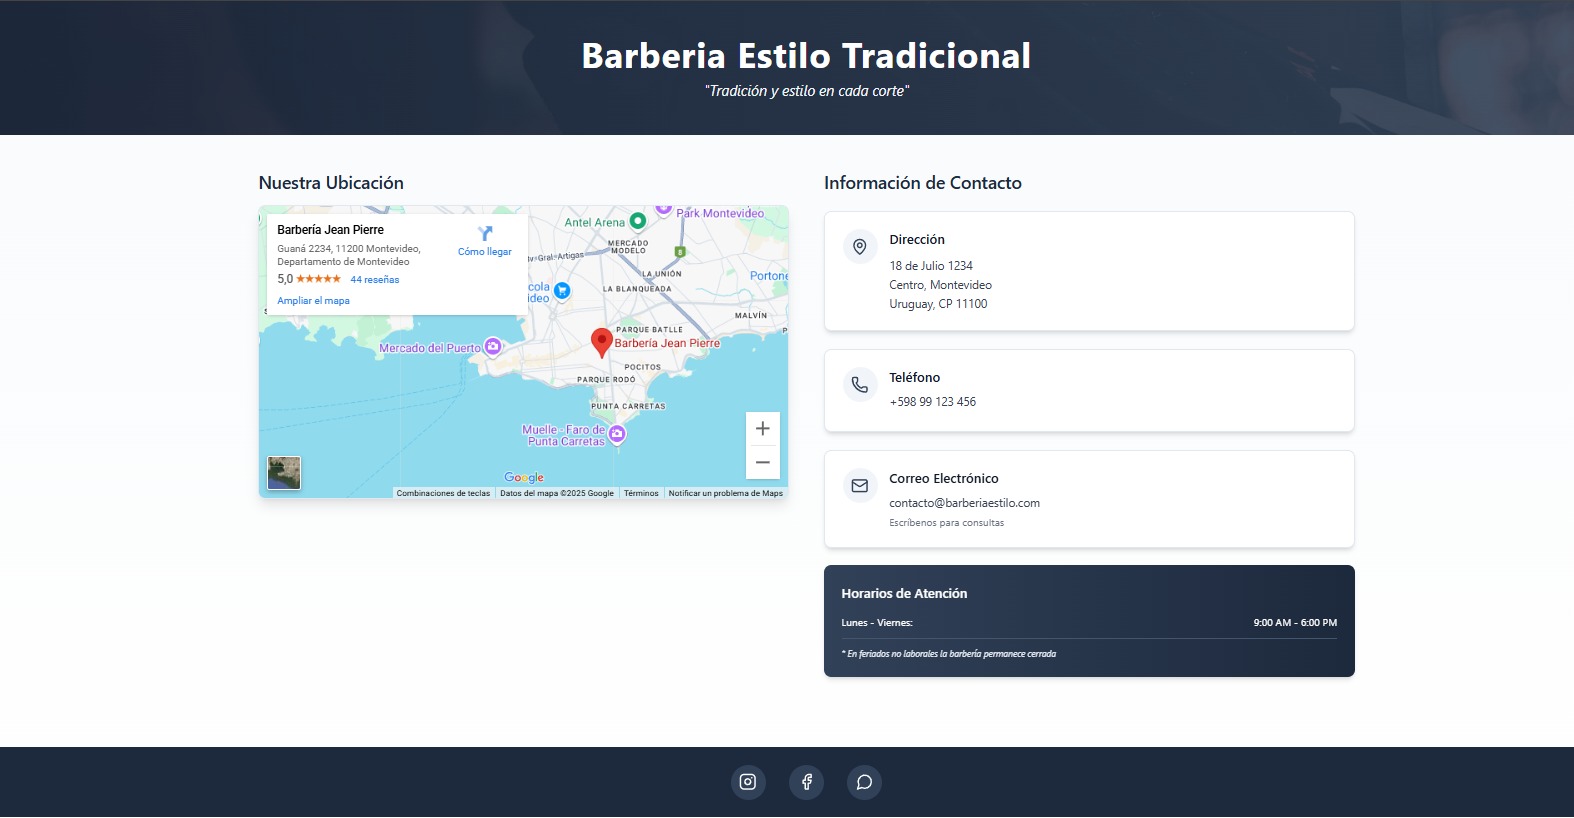 Barberia Estilo Tradicional
"Tradición y estilo en cada corte"
Nuestra Ubicación
Barbería Jean Pierre
Guaná 2234, 11200 Montevideo,
Departamento de Montevideo
5,0 ★★★★★ 44 reseñas
Ampliar el mapa
Cómo llegar
Antel Arena
Park Montevideo
MERCADO
MODELO
8
Gral-Artigas
LA UNIÓN
Portone
cola
ideo
LA BLANQUEADA
MALVÍN
PARQUE BATLLE
Barbería Jean Pierre
Mercado del Puerto
POCITOS
PARQUE RODÓ
PUNTA CARRETAS
Muelle - Faro de
Punta Carretas
+
−
Google
Combinaciones de teclas
Datos del mapa ©2025 Google
Términos
Notificar un problema de Maps
Información de Contacto
Dirección
18 de Julio 1234
Centro, Montevideo
Uruguay, CP 11100
Teléfono
+598 99 123 456
Correo Electrónico
contacto@barberiaestilo.com
Escríbenos para consultas
Horarios de Atención
Lunes - Viernes: 9:00 AM - 6:00 PM
* En feriados no laborales la barbería permanece cerrada